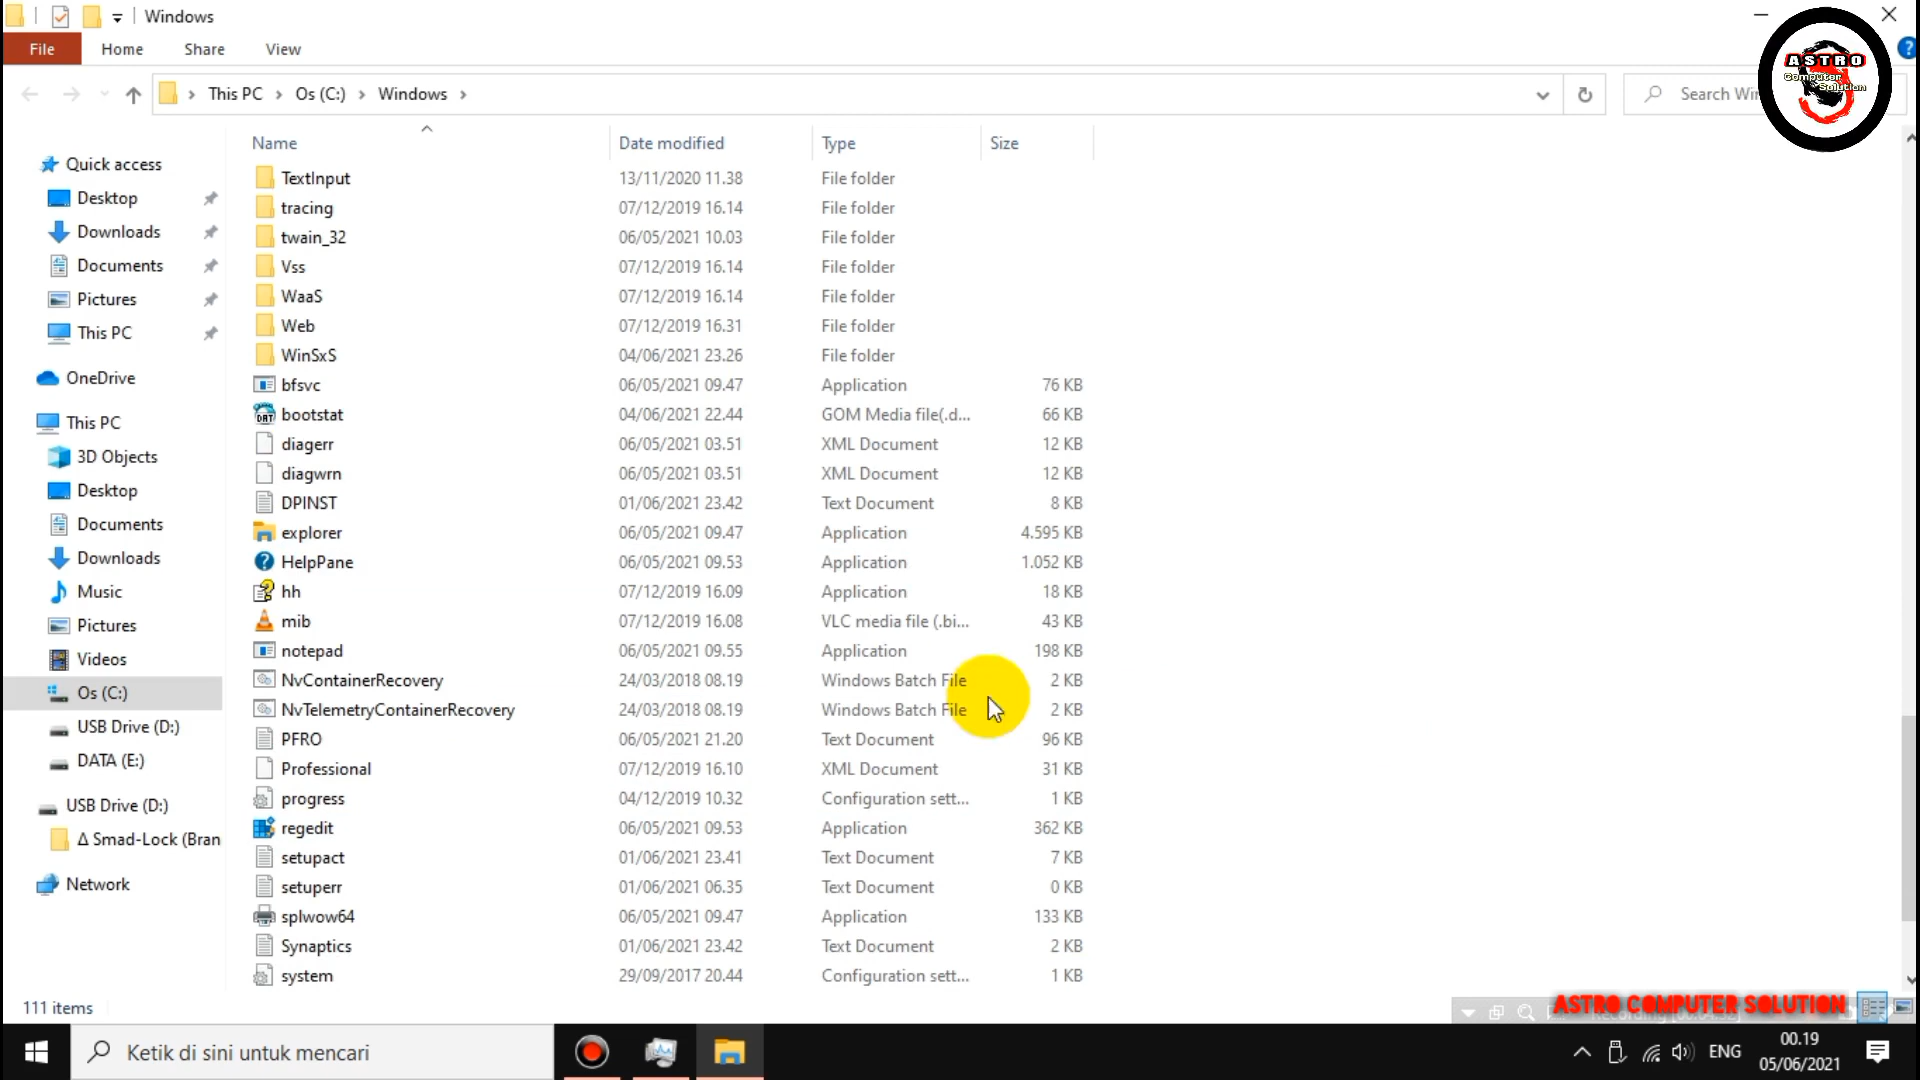 Windows
File Home Share View
ASTRO
Computer
Solution
This PC Os (C:) Windows
Search Win
Name Date modified Type Size
Quick access
Desktop
Downloads
Documents
Pictures
This PC
OneDrive
This PC
3D Objects
Desktop
Documents
Downloads
Music
Pictures
Videos
Os (C:)
USB Drive (D:)
DATA (E:)
USB Drive (D:)
Δ Smad-Lock (Bran
Network
TextInput 13/11/2020 11.38 File folder
tracing 07/12/2019 16.14 File folder
twain_32 06/05/2021 10.03 File folder
Vss 07/12/2019 16.14 File folder
WaaS 07/12/2019 16.14 File folder
Web 07/12/2019 16.31 File folder
WinSxS 04/06/2021 23.26 File folder
bfsvc 06/05/2021 09.47 Application 76 KB
bootstat 04/06/2021 22.44 GOM Media file(.d... 66 KB
diagerr 06/05/2021 03.51 XML Document 12 KB
diagwrn 06/05/2021 03.51 XML Document 12 KB
DPINST 01/06/2021 23.42 Text Document 8 KB
explorer 06/05/2021 09.47 Application 4.595 KB
HelpPane 06/05/2021 09.53 Application 1.052 KB
hh 07/12/2019 16.09 Application 18 KB
mib 07/12/2019 16.08 VLC media file (.bi... 43 KB
notepad 06/05/2021 09.55 Application 198 KB
NvContainerRecovery 24/03/2018 08.19 Windows Batch File 2 KB
NvTelemetryContainerRecovery 24/03/2018 08.19 Windows Batch File 2 KB
PFRO 06/05/2021 21.20 Text Document 96 KB
Professional 07/12/2019 16.10 XML Document 31 KB
progress 04/12/2019 10.32 Configuration sett... 1 KB
regedit 06/05/2021 09.53 Application 362 KB
setupact 01/06/2021 23.41 Text Document 7 KB
setuperr 01/06/2021 06.35 Text Document 0 KB
splwow64 06/05/2021 09.47 Application 133 KB
Synaptics 01/06/2021 23.42 Text Document 2 KB
system 29/09/2017 20.44 Configuration sett... 1 KB
111 items
ASTRO COMPUTER SOLUTION
Ketik di sini untuk mencari
ENG
00.19
05/06/2021